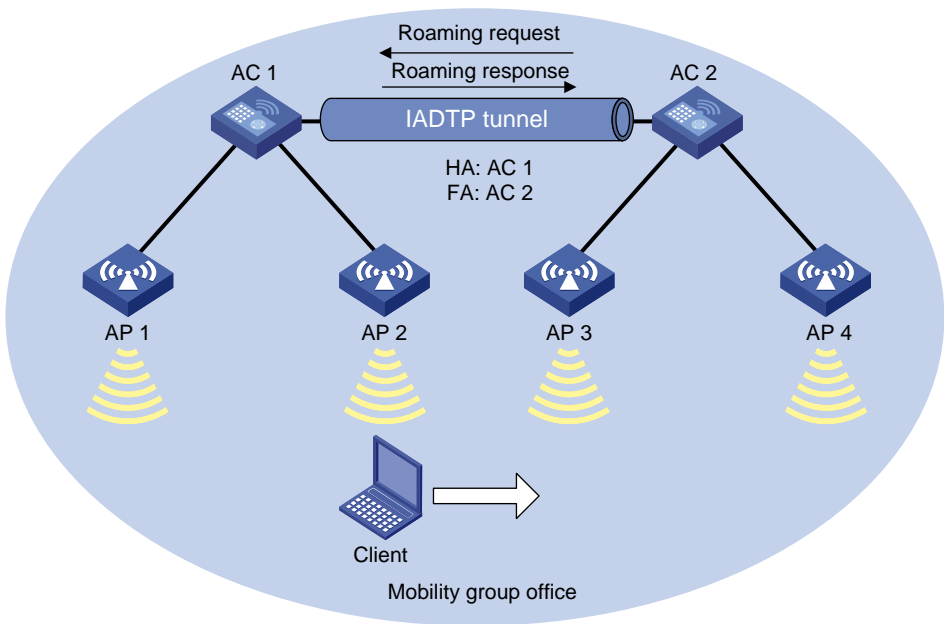 Roaming request
AC 1
Roaming response
AC 2
IADTP tunnel
HA: AC 1
FA: AC 2
AP 1
AP 2
AP 3
AP 4
Client
Mobility group office